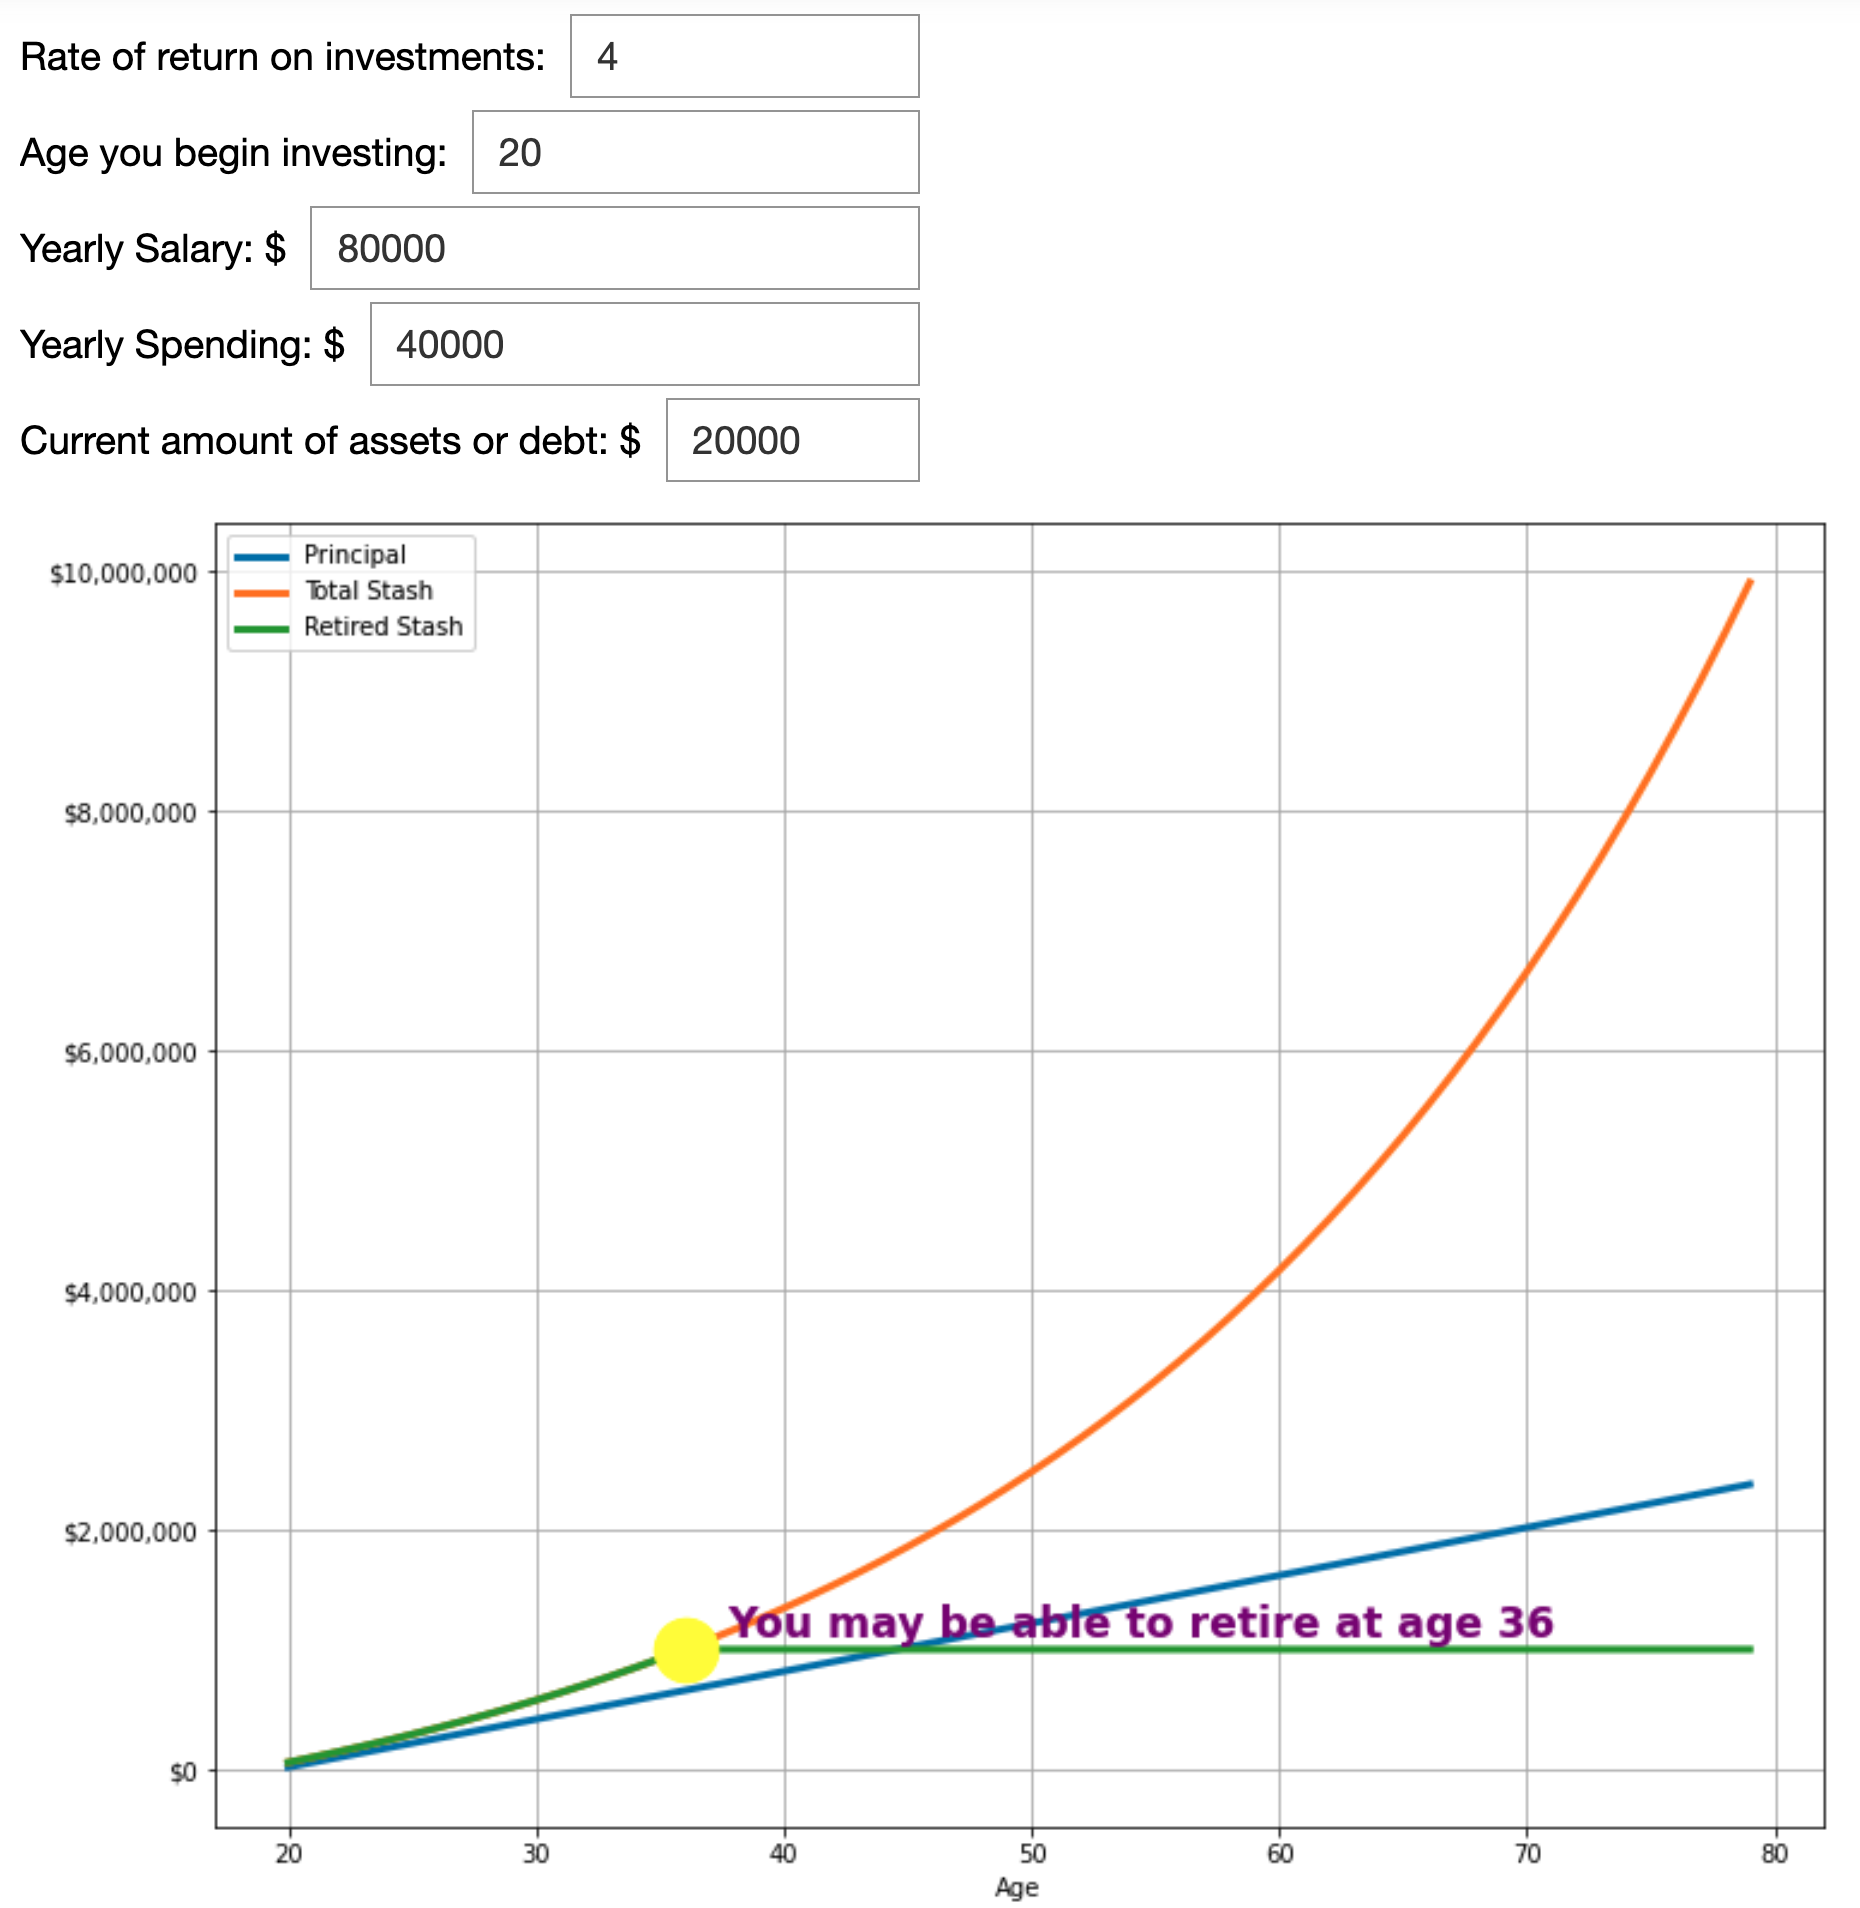 Rate of return on investments: 4
Age you begin investing: 20
Yearly Salary: $ 80000
Yearly Spending: $ 40000
Current amount of assets or debt: $ 20000
Principal
Total Stash
Retired Stash
$10,000,000
$8,000,000
$6,000,000
$4,000,000
$2,000,000
$0
You may be able to retire at age 36
20 30 40 50 60 70 80
Age